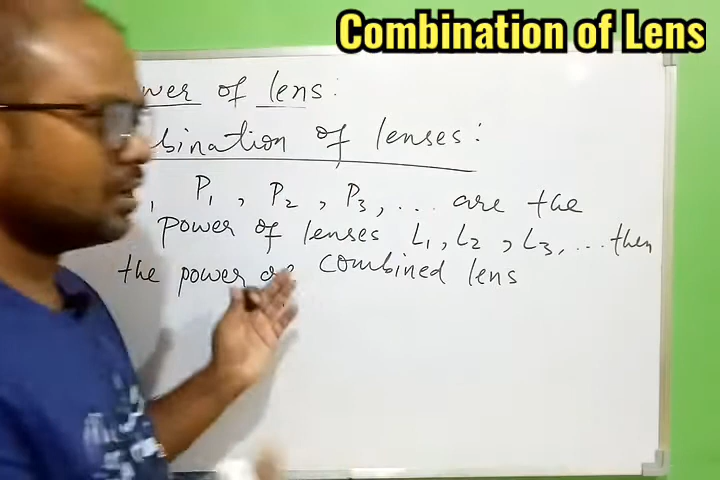 Combination of Lens
wer of lens:
bination of lenses:
, P1, P2, P3, ... are the
Power of lenses L1, L2, L3, ... then
the power are combined lens